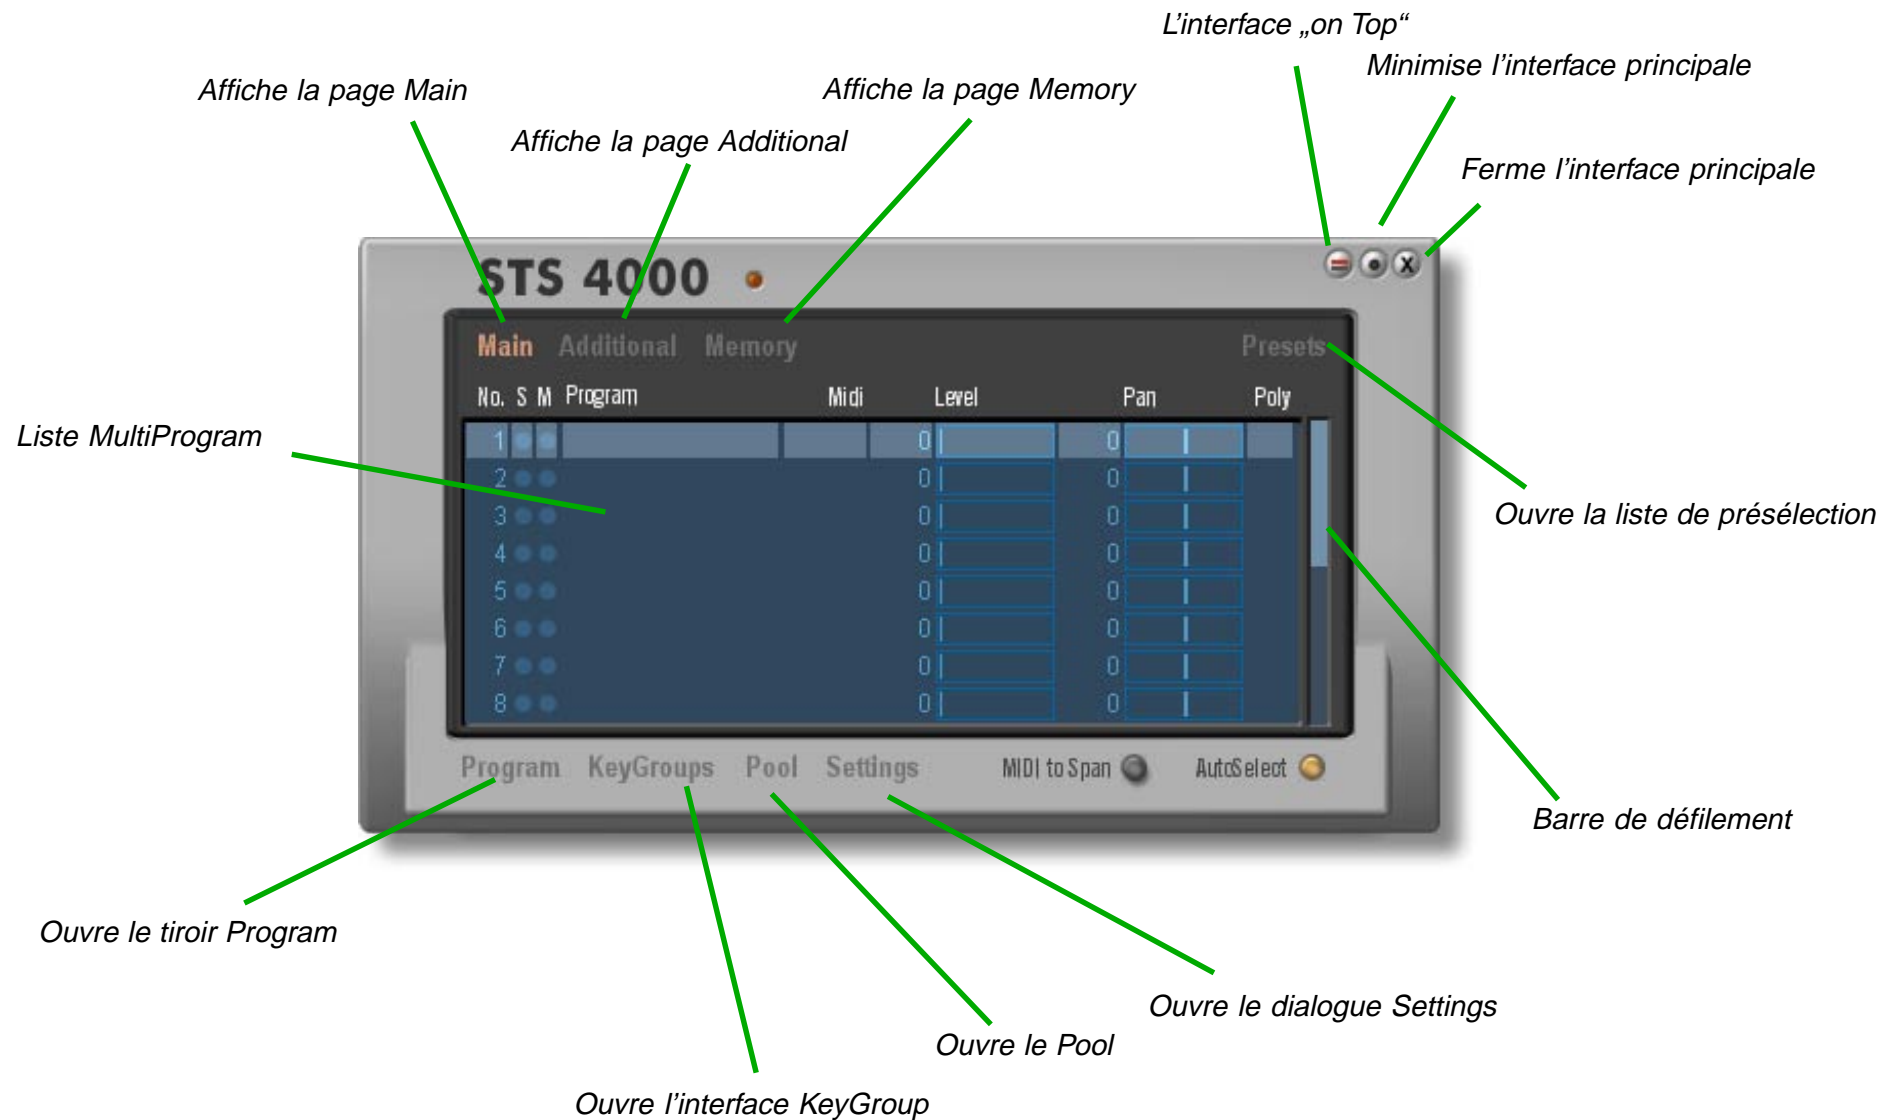 L'interface „on Top“
Minimise l'interface principale
Affiche la page Main
Affiche la page Memory
Affiche la page Additional
Ferme l'interface principale
STS 4000
X
Main Additional Memory Presets
No. S M Program Midi Level Pan Poly
Liste MultiProgram
1 0 0
2 0 0
3 0 0
Ouvre la liste de présélection
4 0 0
5 0 0
6 0 0
7 0 0
8 0 0
Program KeyGroups Pool Settings MIDI to Span AutoSelect
Barre de défilement
Ouvre le tiroir Program
Ouvre le dialogue Settings
Ouvre le Pool
Ouvre l'interface KeyGroup